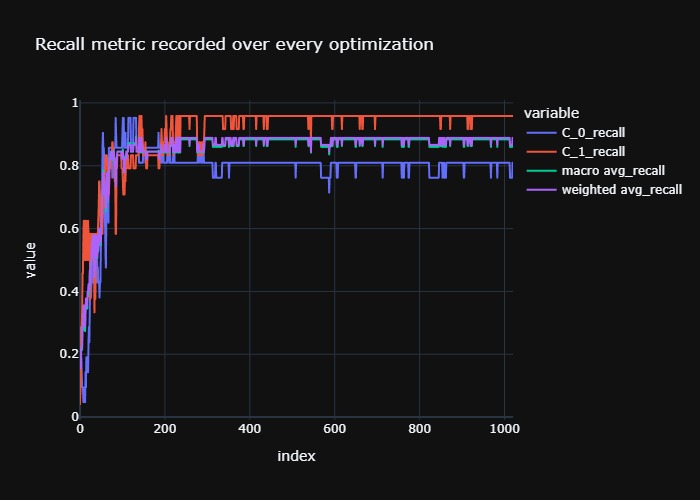 Recall metric recorded over every optimization
variable
C_0_recall
C_1_recall
macro avg_recall
weighted avg_recall
value
1
0.8
0.6
0.4
0.2
0
0 200 400 600 800 1000
index